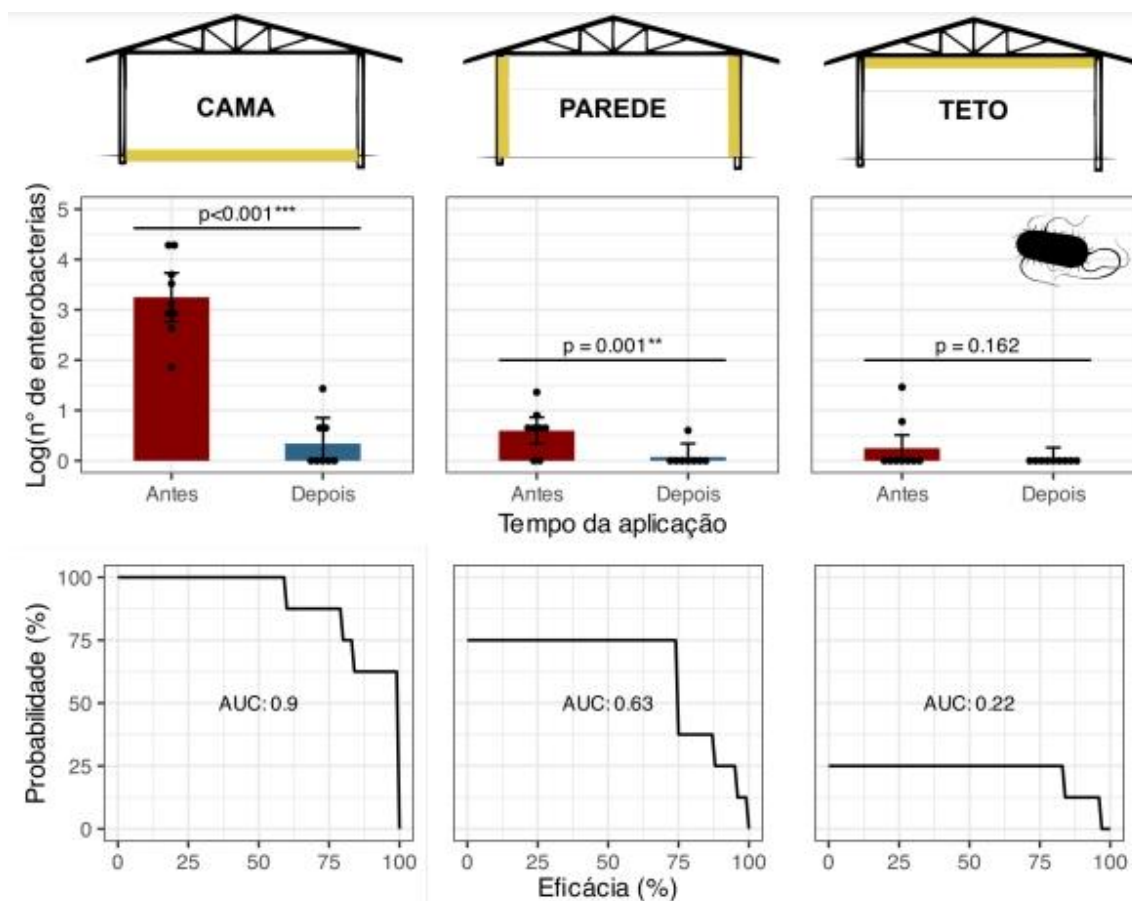 CAMA
PAREDE
TETO
Log(n° de enterobacterias)
5
4
3
2
1
0
p<0.001***
p = 0.001**
p = 0.162
Antes
Depois
Antes
Depois
Antes
Depois
Tempo da aplicação
Probabilidade (%)
100
75
50
25
0
AUC: 0.9
AUC: 0.63
AUC: 0.22
0 25 50 75 100
0 25 50 75 100
0 25 50 75 100
Eficácia (%)